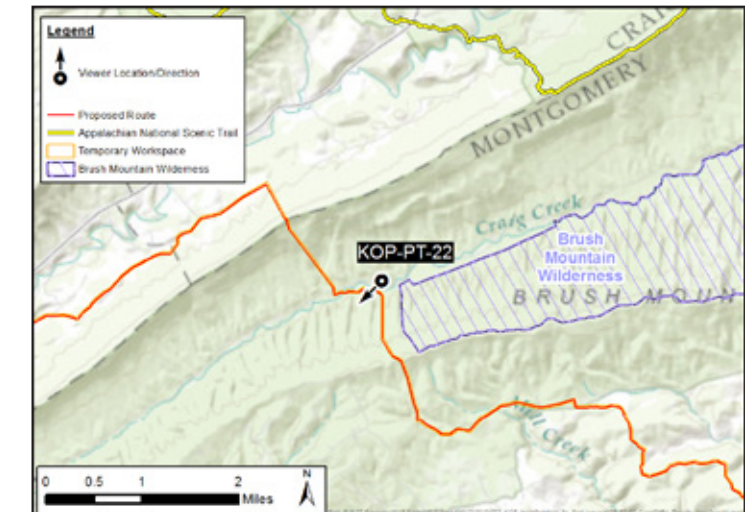 Legend
Viewer Location/Direction
Proposed Route
Appalachian National Scenic Trail
Temporary Workspace
Brush Mountain Wilderness
CRAIG
MONTGOMERY
Craig Creek
KOP-PT-22
Brush
Mountain
Wilderness
BRUSH MOUN
Mill Creek
0 0.5 1 2
Miles
N